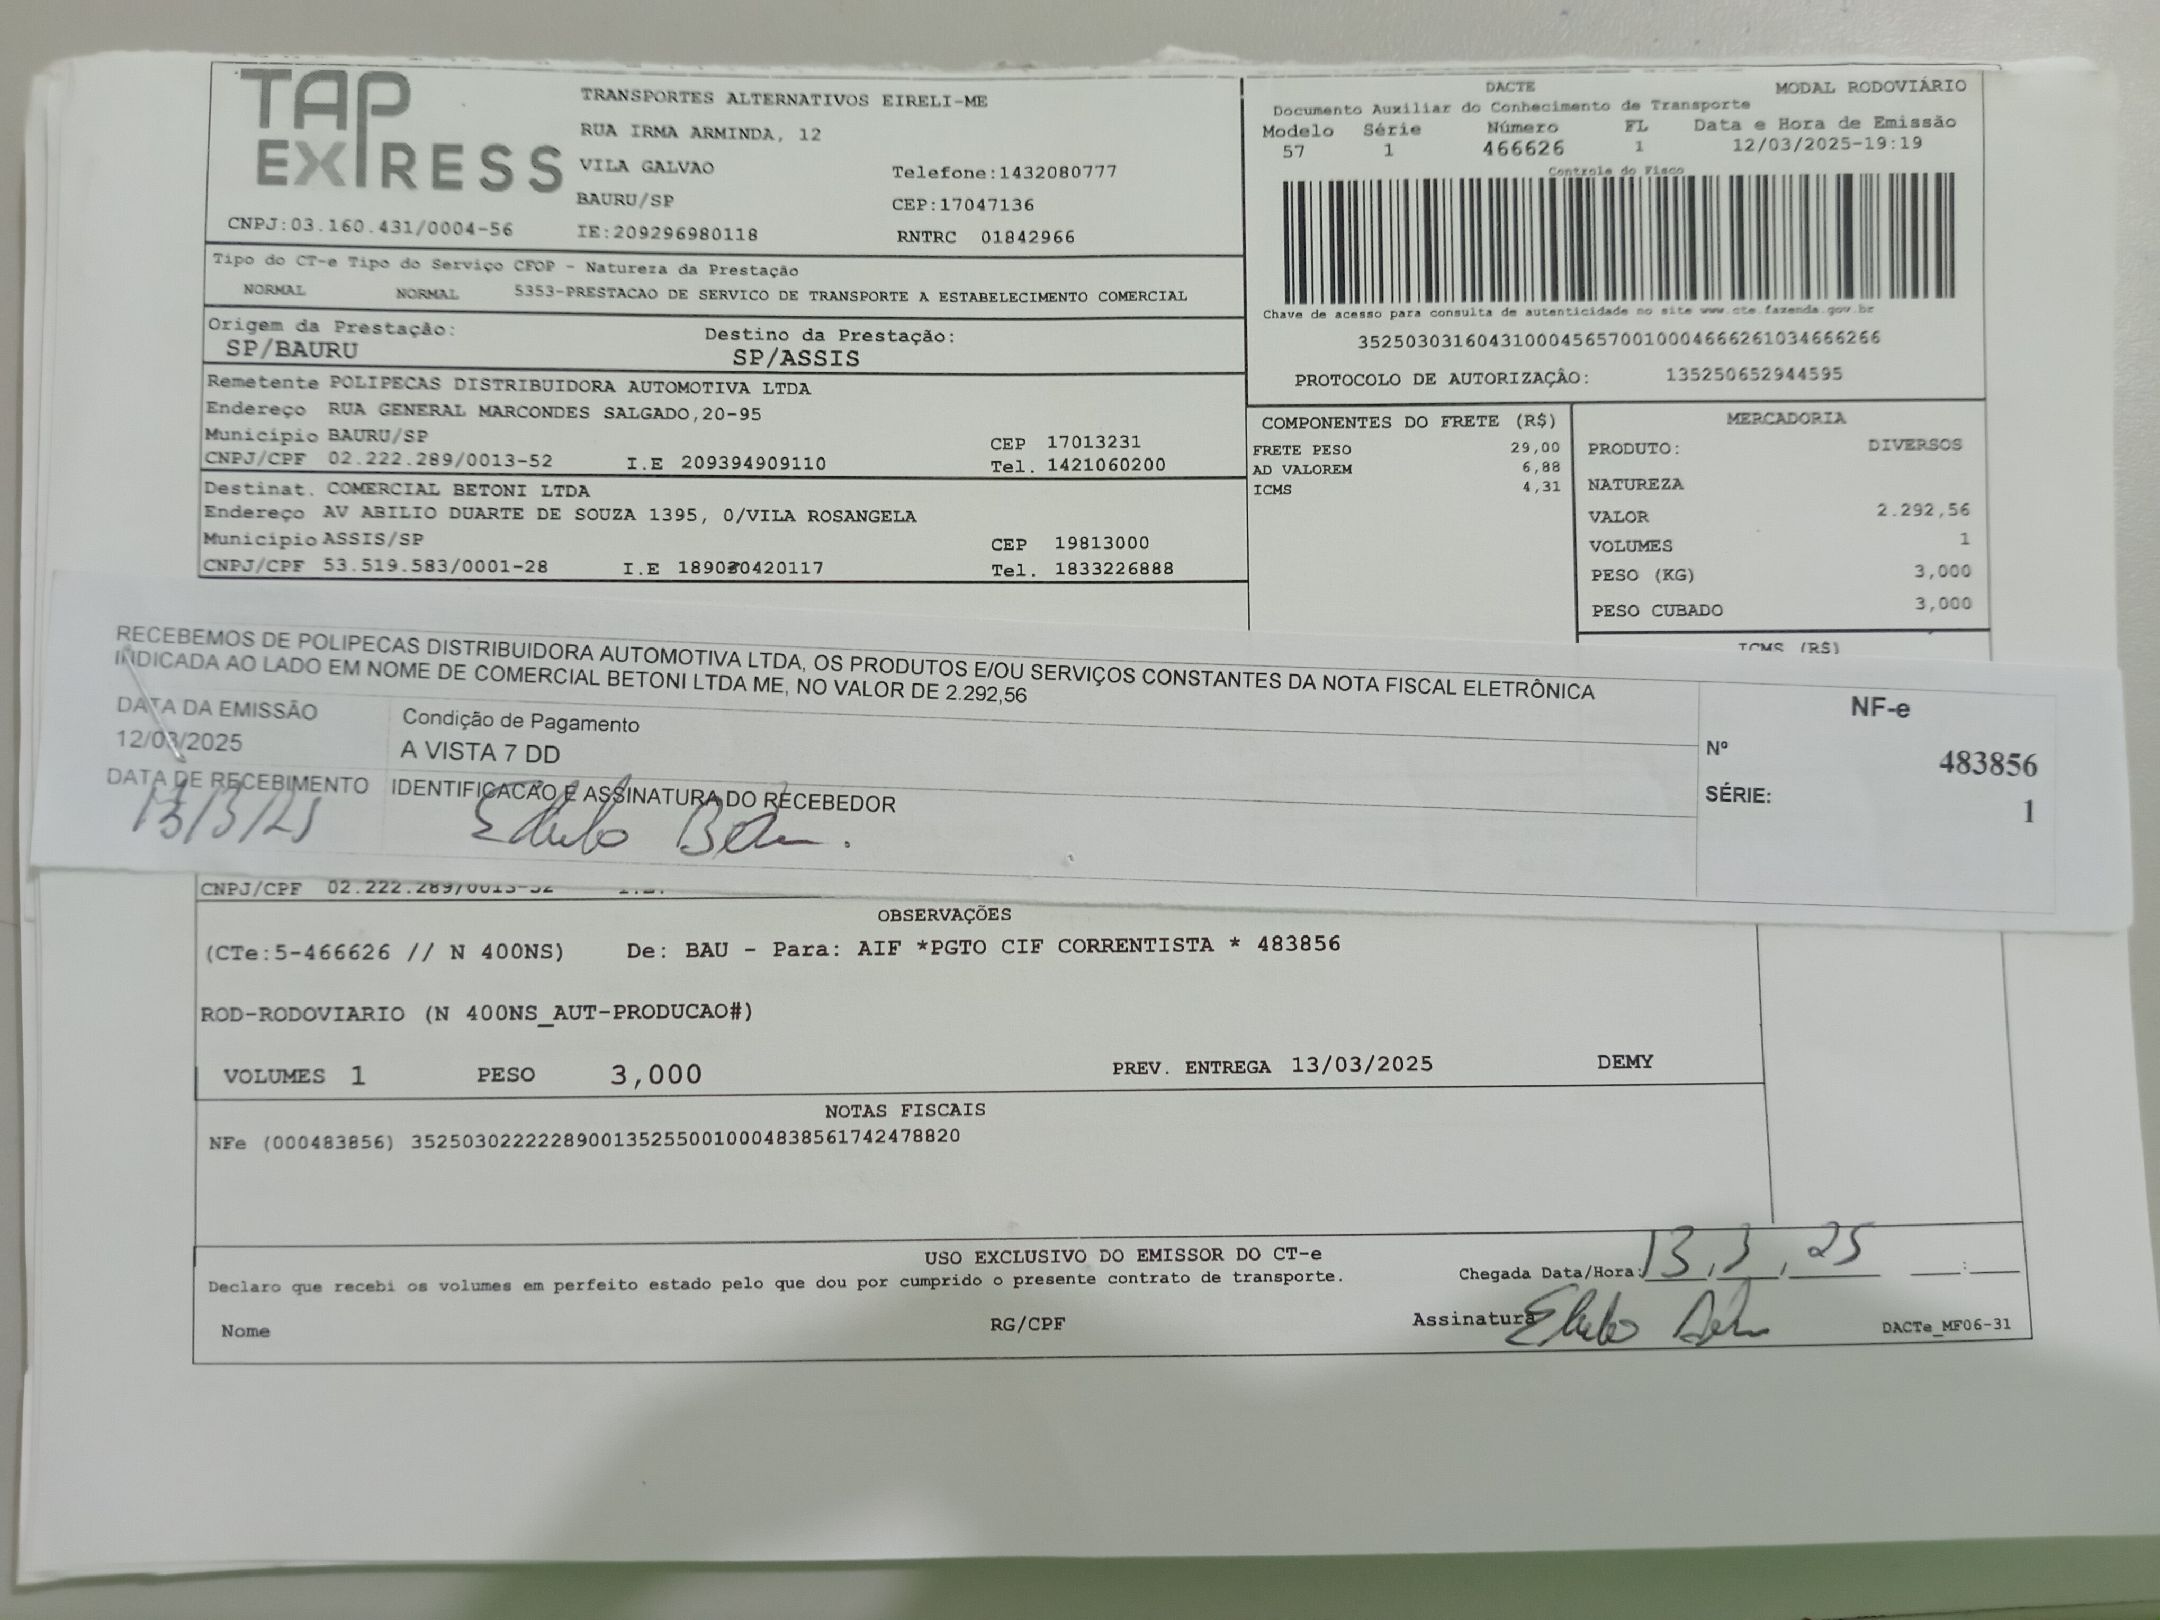 TAP
EXPRESS
CNPJ:03.160.431/0004-56
TRANSPORTES ALTERNATIVOS EIRELI-ME
RUA IRMA ARMINDA, 12
VILA GALVAO Telefone:1432080777
BAURU/SP CEP:17047136
IE:209296980118 RNTRC 01842966
DACTE MODAL RODOVIÁRIO
Documento Auxiliar do Conhecimento de Transporte
Modelo Série Número FL Data e Hora de Emissão
57 1 466626 1 12/03/2025-19:19
Controle do Fisco
Chave de acesso para consulta de autenticidade no site www.cte.fazenda.gov.br
35250303160431000456570010004666261034666266
PROTOCOLO DE AUTORIZAÇÃO: 135250652944595
Tipo do CT-e Tipo do Serviço CFOP - Natureza da Prestação
NORMAL NORMAL 5353-PRESTACAO DE SERVICO DE TRANSPORTE A ESTABELECIMENTO COMERCIAL
Origem da Prestação: Destino da Prestação:
SP/BAURU SP/ASSIS
Remetente POLIPECAS DISTRIBUIDORA AUTOMOTIVA LTDA
Endereço RUA GENERAL MARCONDES SALGADO,20-95
Município BAURU/SP CEP 17013231
CNPJ/CPF 02.222.289/0013-52 I.E 209394909110 Tel. 1421060200
Destinat. COMERCIAL BETONI LTDA
Endereço AV ABILIO DUARTE DE SOUZA 1395, 0/VILA ROSANGELA
Município ASSIS/SP CEP 19813000
CNPJ/CPF 53.519.583/0001-28 I.E 189030420117 Tel. 1833226888
COMPONENTES DO FRETE (R$)
FRETE PESO 29,00
AD VALOREM 6,88
ICMS 4,31
MERCADORIA
PRODUTO: DIVERSOS
NATUREZA
VALOR 2.292,56
VOLUMES 1
PESO (KG) 3,000
PESO CUBADO 3,000
ICMS (R$)
RECEBEMOS DE POLIPECAS DISTRIBUIDORA AUTOMOTIVA LTDA, OS PRODUTOS E/OU SERVIÇOS CONSTANTES DA NOTA FISCAL ELETRÔNICA
INDICADA AO LADO EM NOME DE COMERCIAL BETONI LTDA ME, NO VALOR DE 2.292,56
DATA DA EMISSÃO Condição de Pagamento
12/03/2025 A VISTA 7 DD
DATA DE RECEBIMENTO IDENTIFICACÃO E ASSINATURA DO RECEBEDOR
13/3/25
NF-e
Nº 483856
SÉRIE: 1
CNPJ/CPF 02.222.289/0013-52
OBSERVAÇÕES
(CTe:5-466626 // N 400NS) De: BAU - Para: AIF *PGTO CIF CORRENTISTA * 483856
ROD-RODOVIARIO (N 400NS_AUT-PRODUCAO#)
VOLUMES 1 PESO 3,000 PREV. ENTREGA 13/03/2025 DEMY
NOTAS FISCAIS
NFe (000483856) 35250302222289001352550010004838561742478820
USO EXCLUSIVO DO EMISSOR DO CT-e
Declaro que recebi os volumes em perfeito estado pelo que dou por cumprido o presente contrato de transporte.
Chegada Data/Hora: 13,3,25
Nome RG/CPF Assinatura DACTe_MF06-31